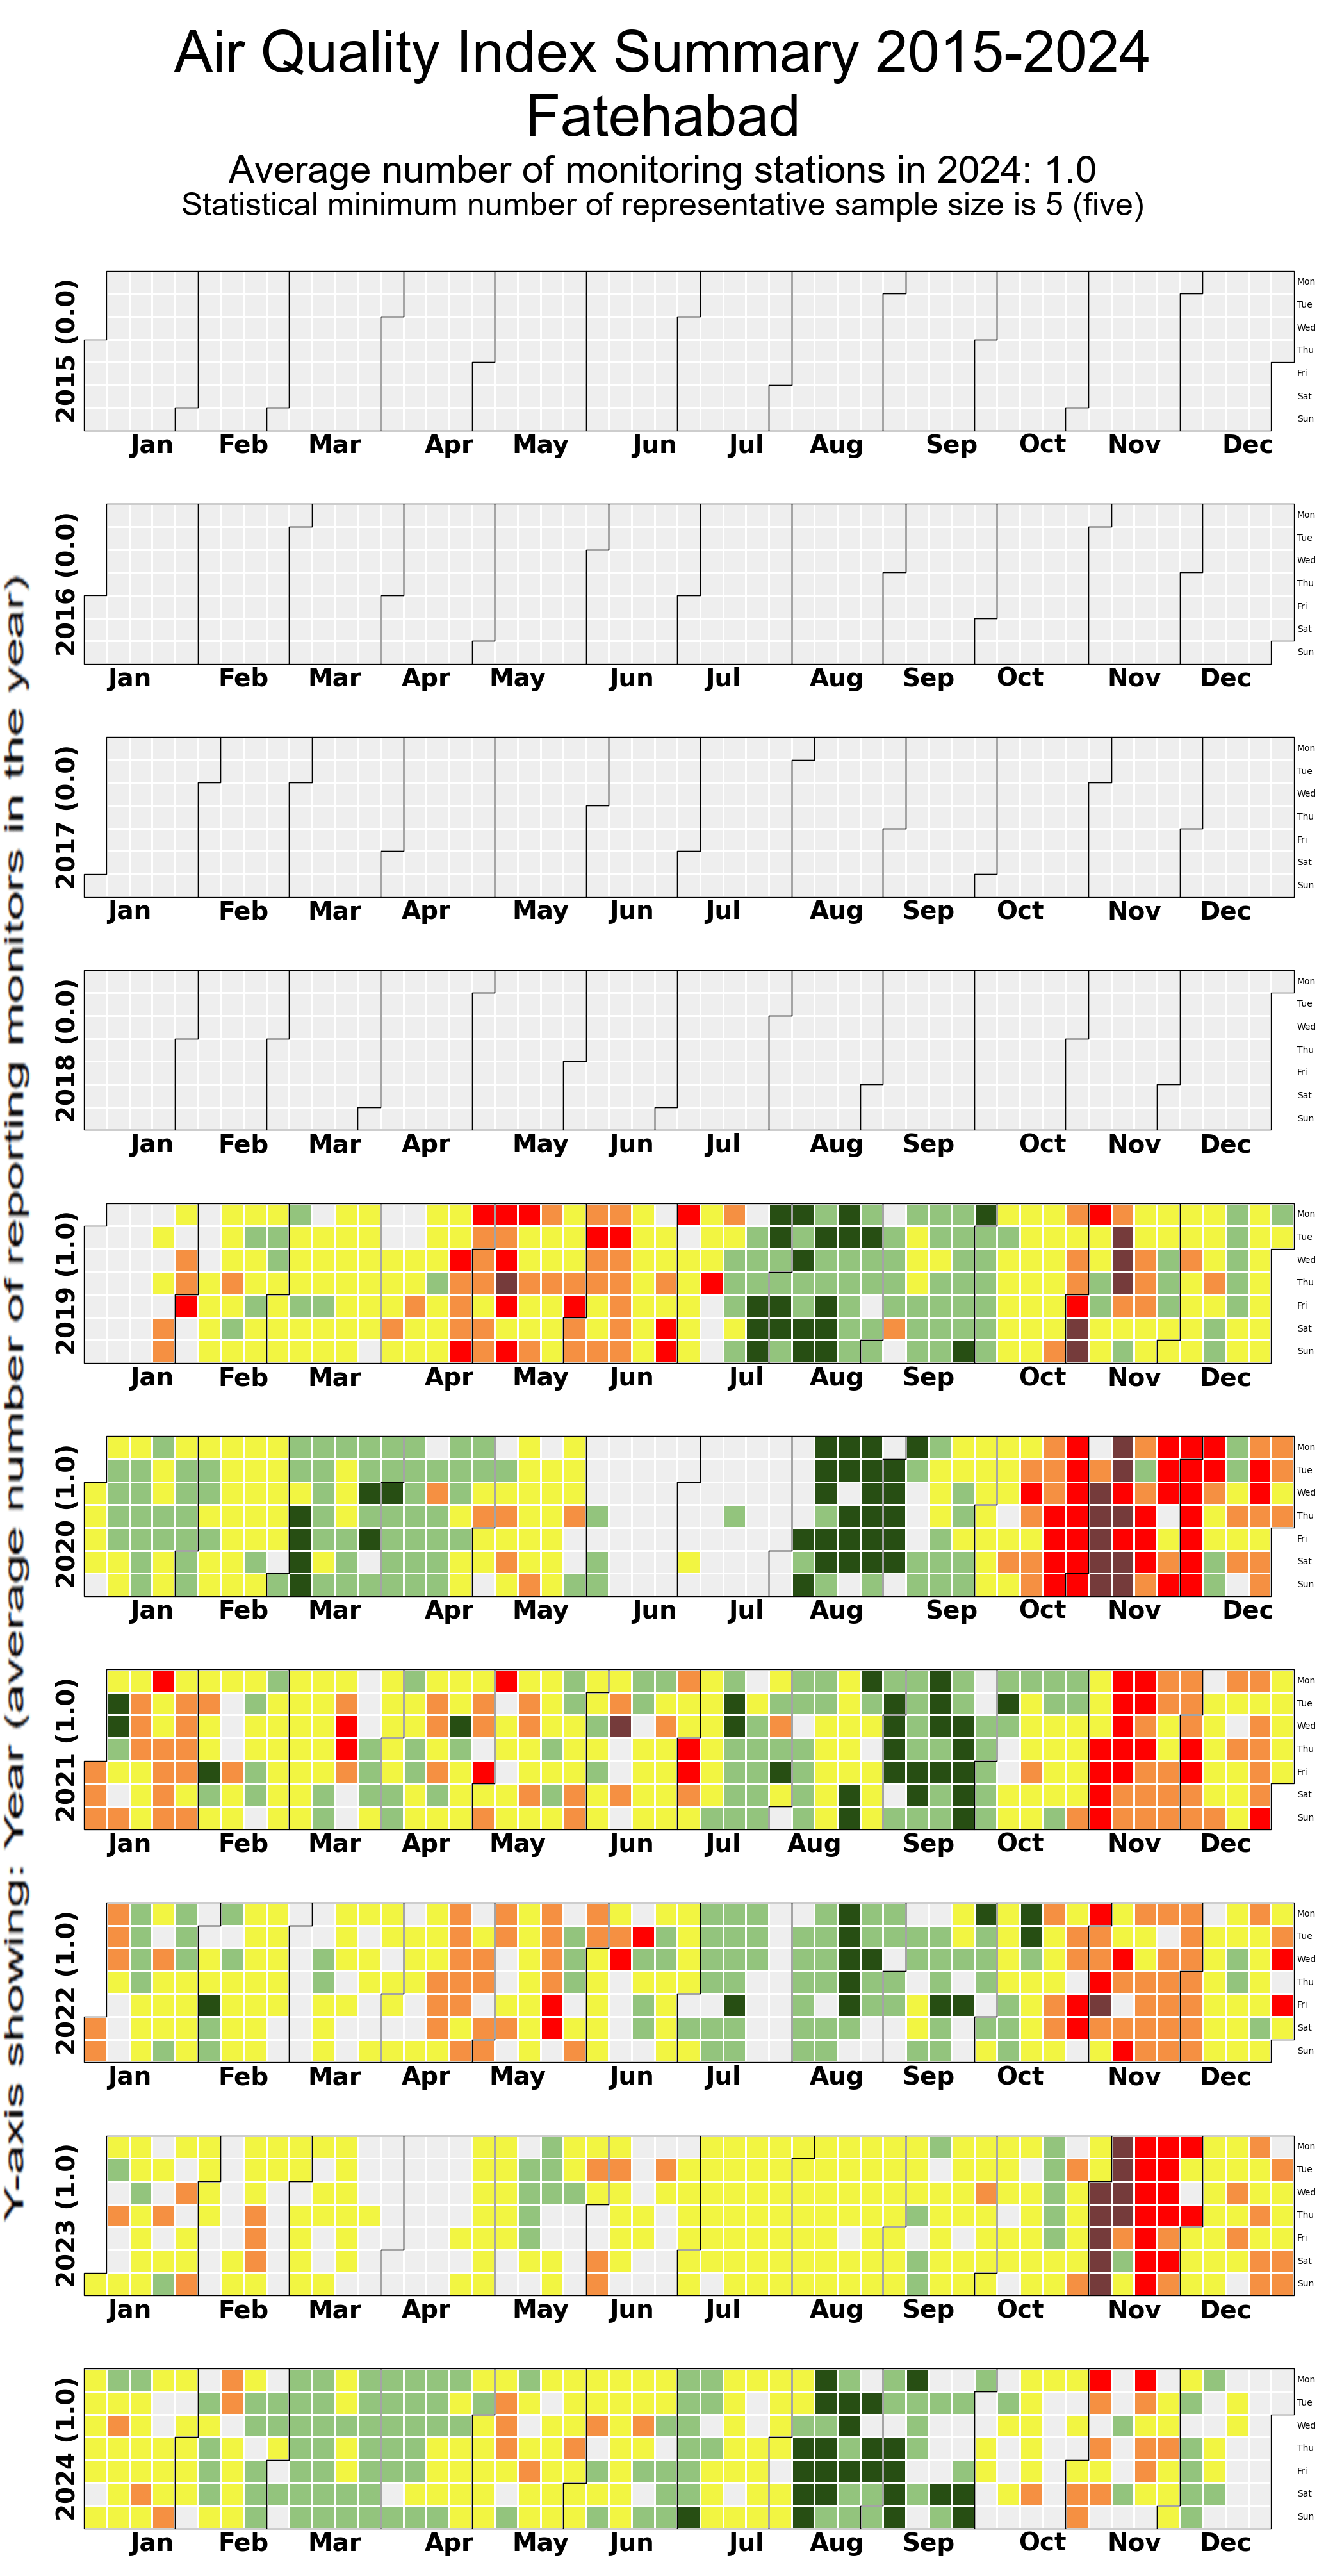 Air Quality Index Summary 2015-2024
Fatehabad
Average number of monitoring stations in 2024: 1.0
Statistical minimum number of representative sample size is 5 (five)
Y-axis showing: Year (average number of reporting monitors in the year)
2015 (0.0)
Mon
Tue
Wed
Thu
Fri
Sat
Sun
Jan Feb Mar Apr May Jun Jul Aug Sep Oct Nov Dec
2016 (0.0)
Mon
Tue
Wed
Thu
Fri
Sat
Sun
Jan Feb Mar Apr May Jun Jul Aug Sep Oct Nov Dec
2017 (0.0)
Mon
Tue
Wed
Thu
Fri
Sat
Sun
Jan Feb Mar Apr May Jun Jul Aug Sep Oct Nov Dec
2018 (0.0)
Mon
Tue
Wed
Thu
Fri
Sat
Sun
Jan Feb Mar Apr May Jun Jul Aug Sep Oct Nov Dec
2019 (1.0)
Mon
Tue
Wed
Thu
Fri
Sat
Sun
Jan Feb Mar Apr May Jun Jul Aug Sep Oct Nov Dec
2020 (1.0)
Mon
Tue
Wed
Thu
Fri
Sat
Sun
Jan Feb Mar Apr May Jun Jul Aug Sep Oct Nov Dec
2021 (1.0)
Mon
Tue
Wed
Thu
Fri
Sat
Sun
Jan Feb Mar Apr May Jun Jul Aug Sep Oct Nov Dec
2022 (1.0)
Mon
Tue
Wed
Thu
Fri
Sat
Sun
Jan Feb Mar Apr May Jun Jul Aug Sep Oct Nov Dec
2023 (1.0)
Mon
Tue
Wed
Thu
Fri
Sat
Sun
Jan Feb Mar Apr May Jun Jul Aug Sep Oct Nov Dec
2024 (1.0)
Mon
Tue
Wed
Thu
Fri
Sat
Sun
Jan Feb Mar Apr May Jun Jul Aug Sep Oct Nov Dec